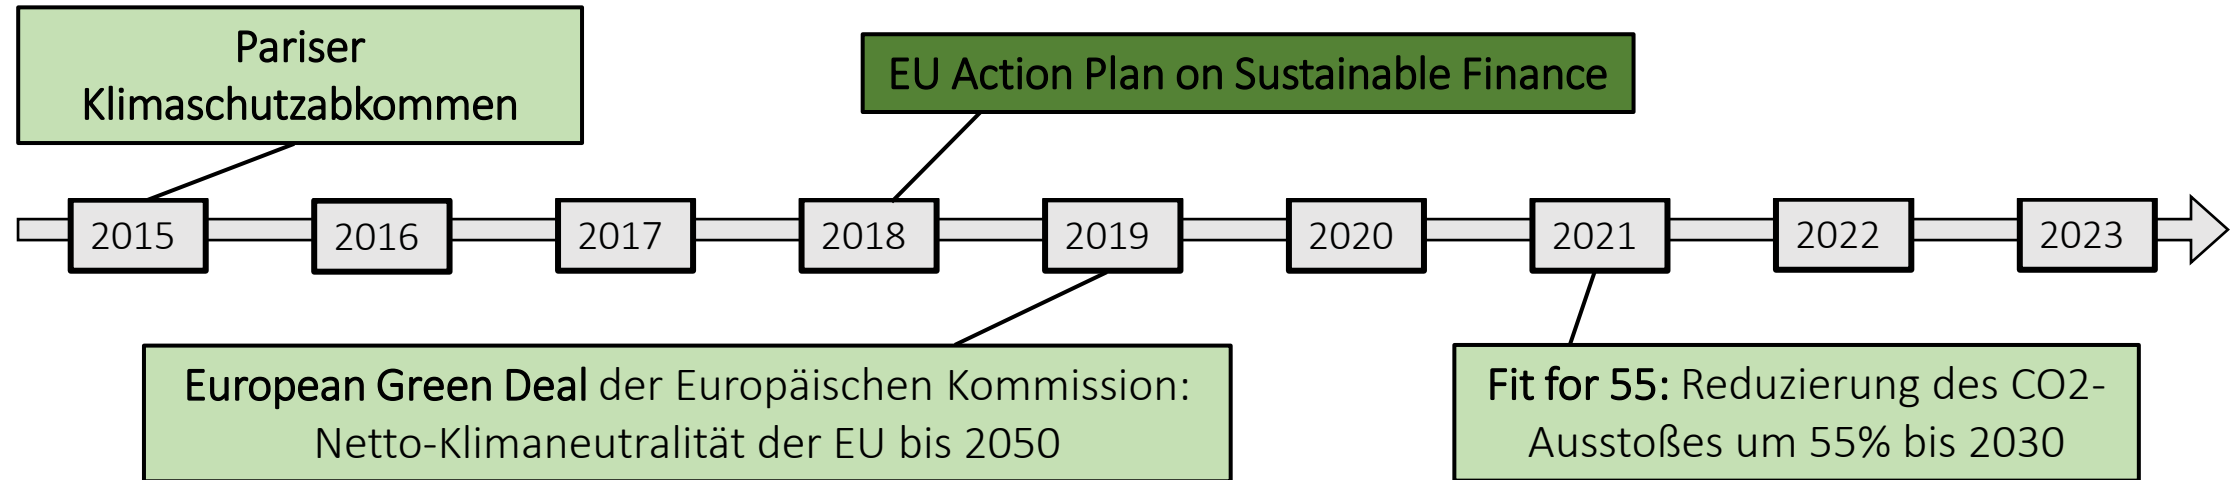 Pariser
Klimaschutzabkommen
EU Action Plan on Sustainable Finance
2015
2016
2017
2018
2019
2020
2021
2022
2023
European Green Deal der Europäischen Kommission:
Netto-Klimaneutralität der EU bis 2050
Fit for 55: Reduzierung des CO2-
Ausstoßes um 55% bis 2030